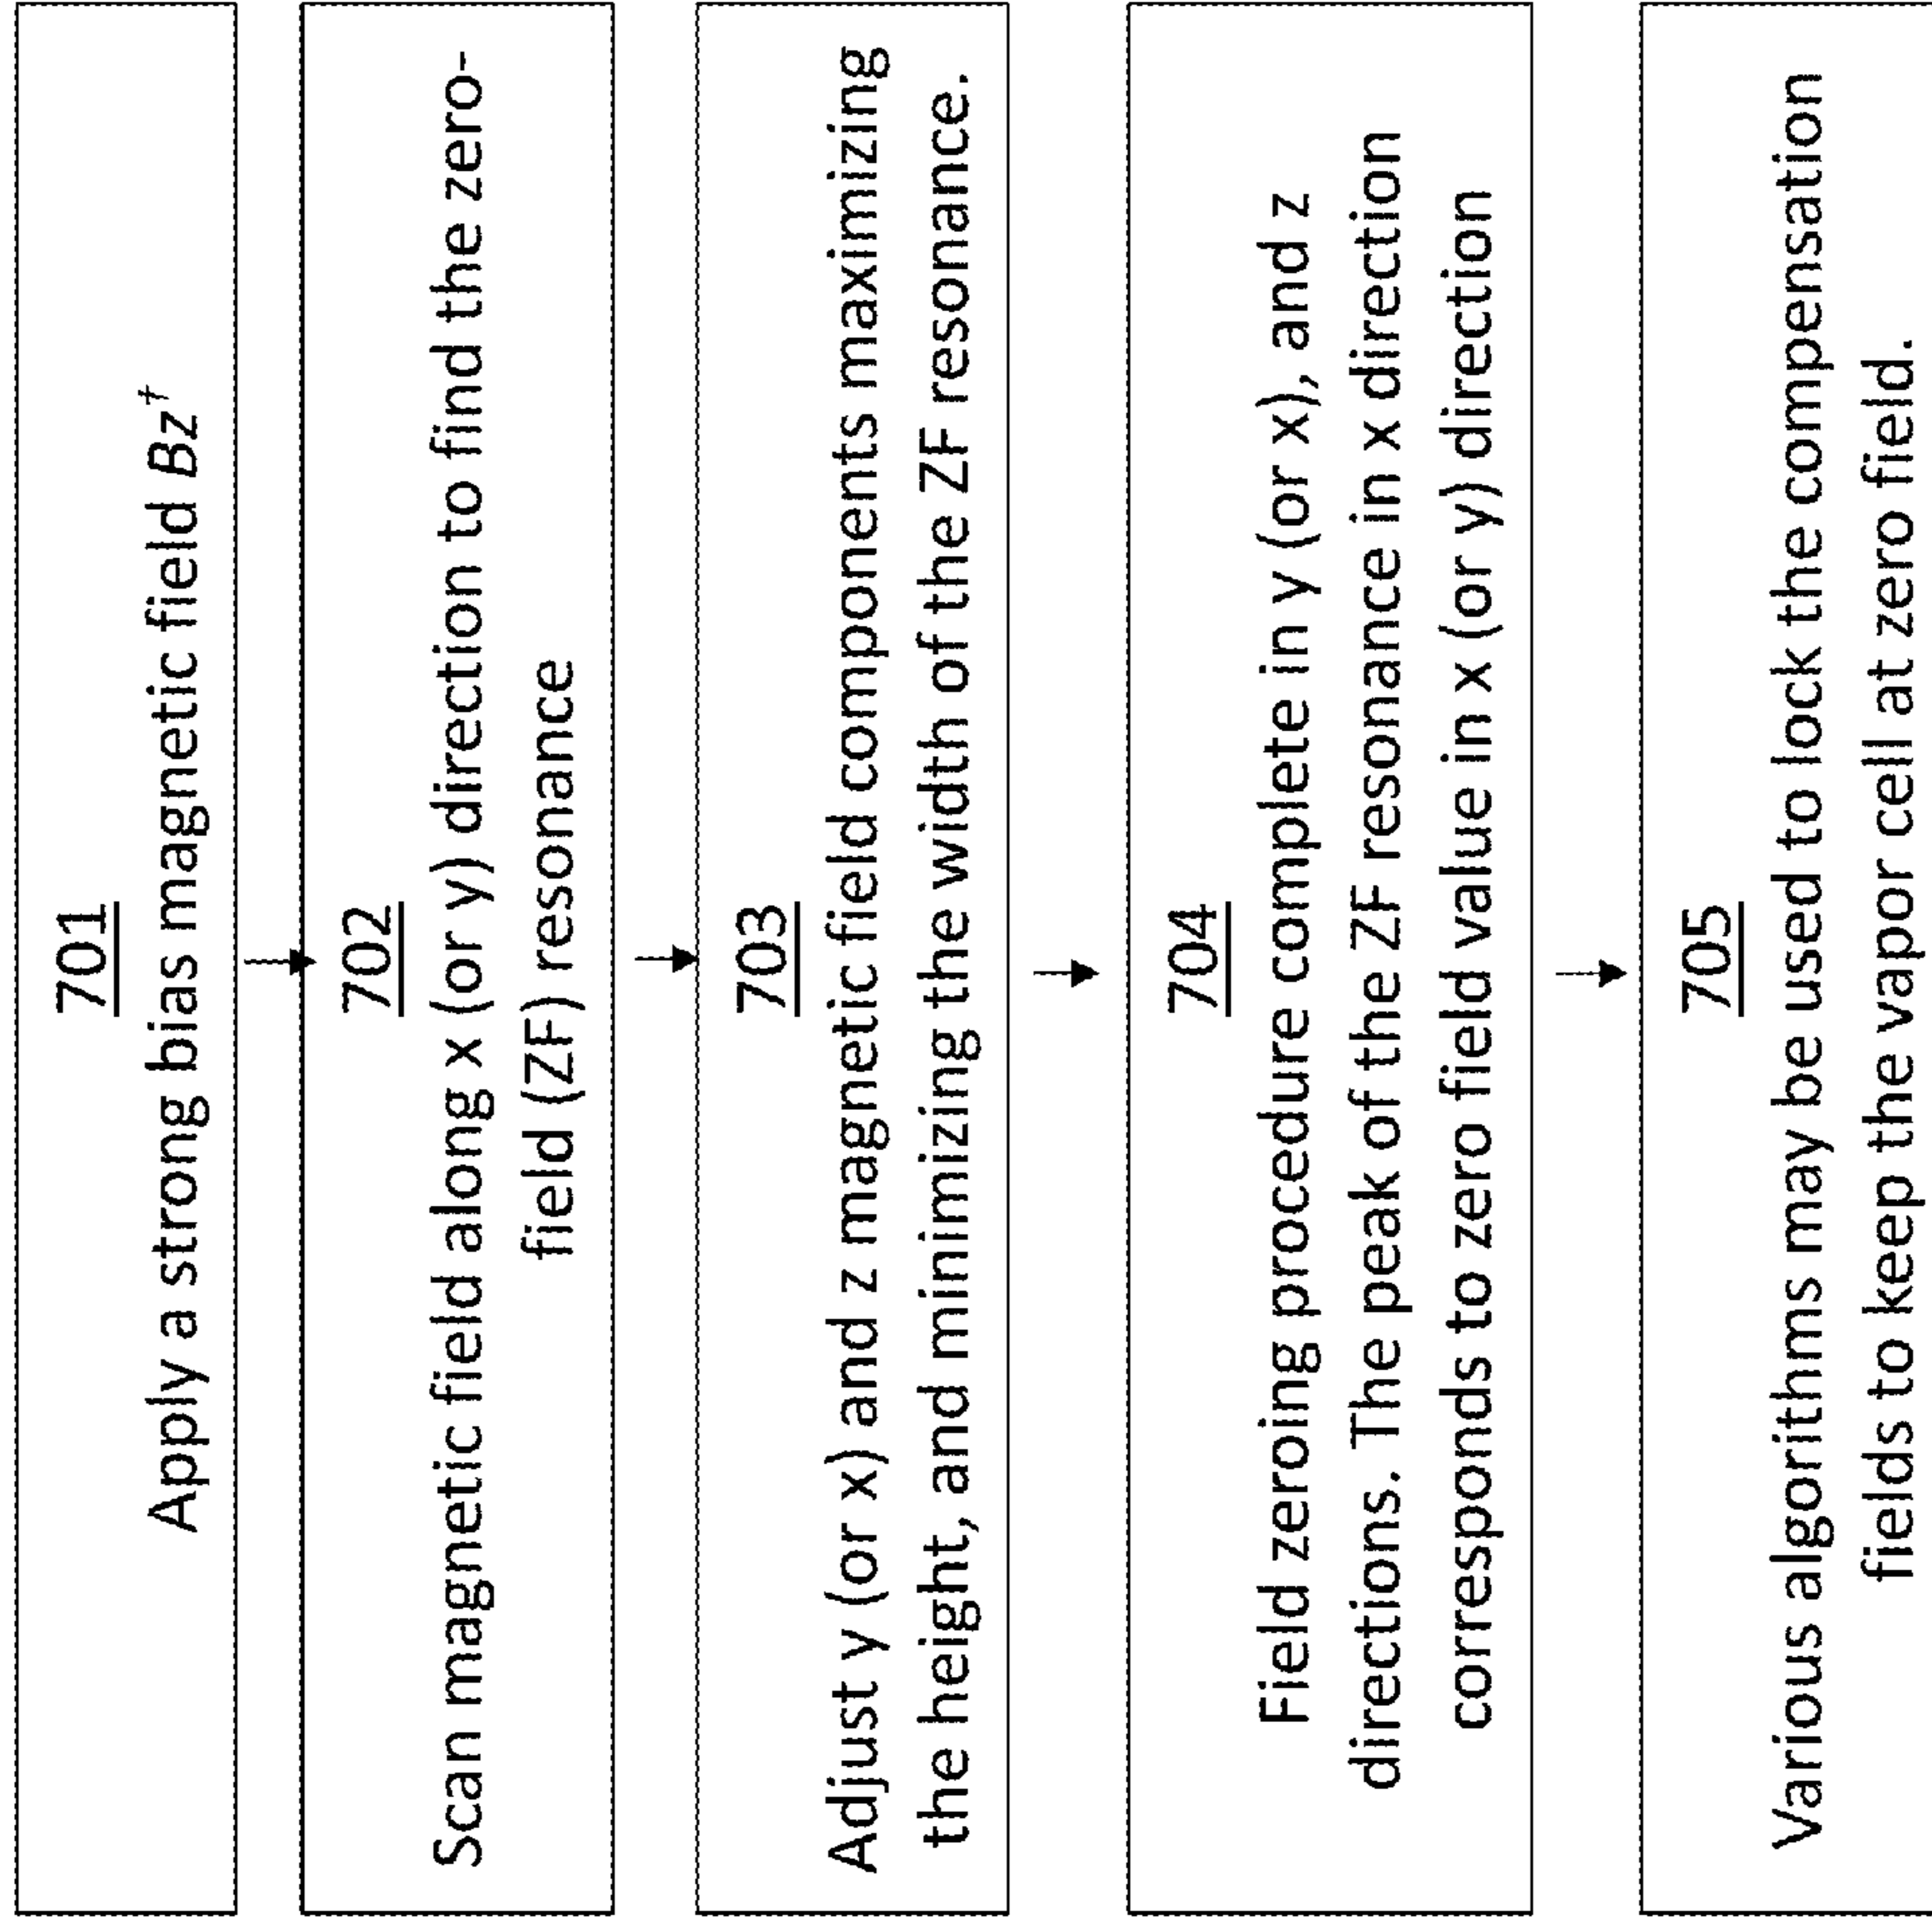 701
Apply a strong bias magnetic field Bz†
702
Scan magnetic field along x (or y) direction to find the zero-
field (ZF) resonance
703
Adjust y (or x) and z magnetic field components maximizing
the height, and minimizing the width of the ZF resonance.
704
Field zeroing procedure complete in y (or x), and z
directions. The peak of the ZF resonance in x direction
corresponds to zero field value in x (or y) direction
705
Various algorithms may be used to lock the compensation
fields to keep the vapor cell at zero field.